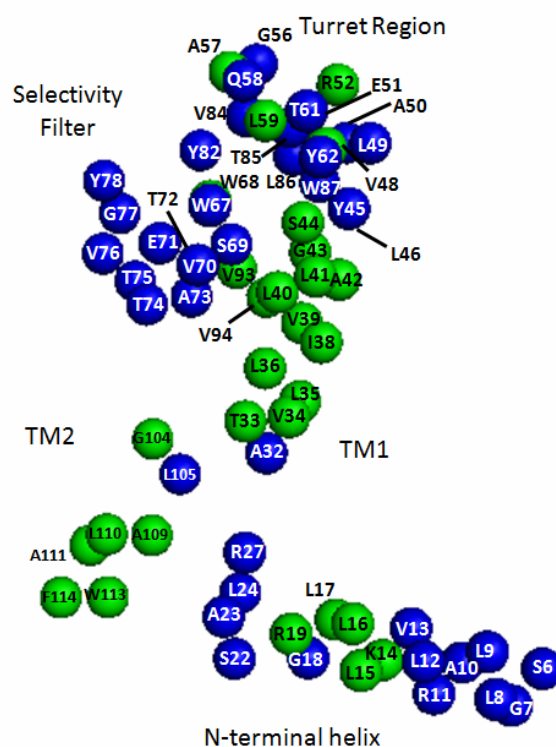 G56 Turret Region
A57
Q58 R52 E51
Selectivity T61 A50
Filter V84 L59
Y82 T85 Y62 L49
Y78 T72 W68 L86 W87 V48
G77 W67 Y45
S44
V76 E71 S69 G43 L46
T75 V70 V93 L41 A42
T74 A73 L40
V94 V39
I38
L36
L35
T33 V34
TM2 G104 A32 TM1
L105
A111 L110 A109
R27
F114 W113 L24 L17
A23 L16 V13
R19 K14 L9
S22 G18 L15 L12 A10 S6
R11 L8 G7
N-terminal helix